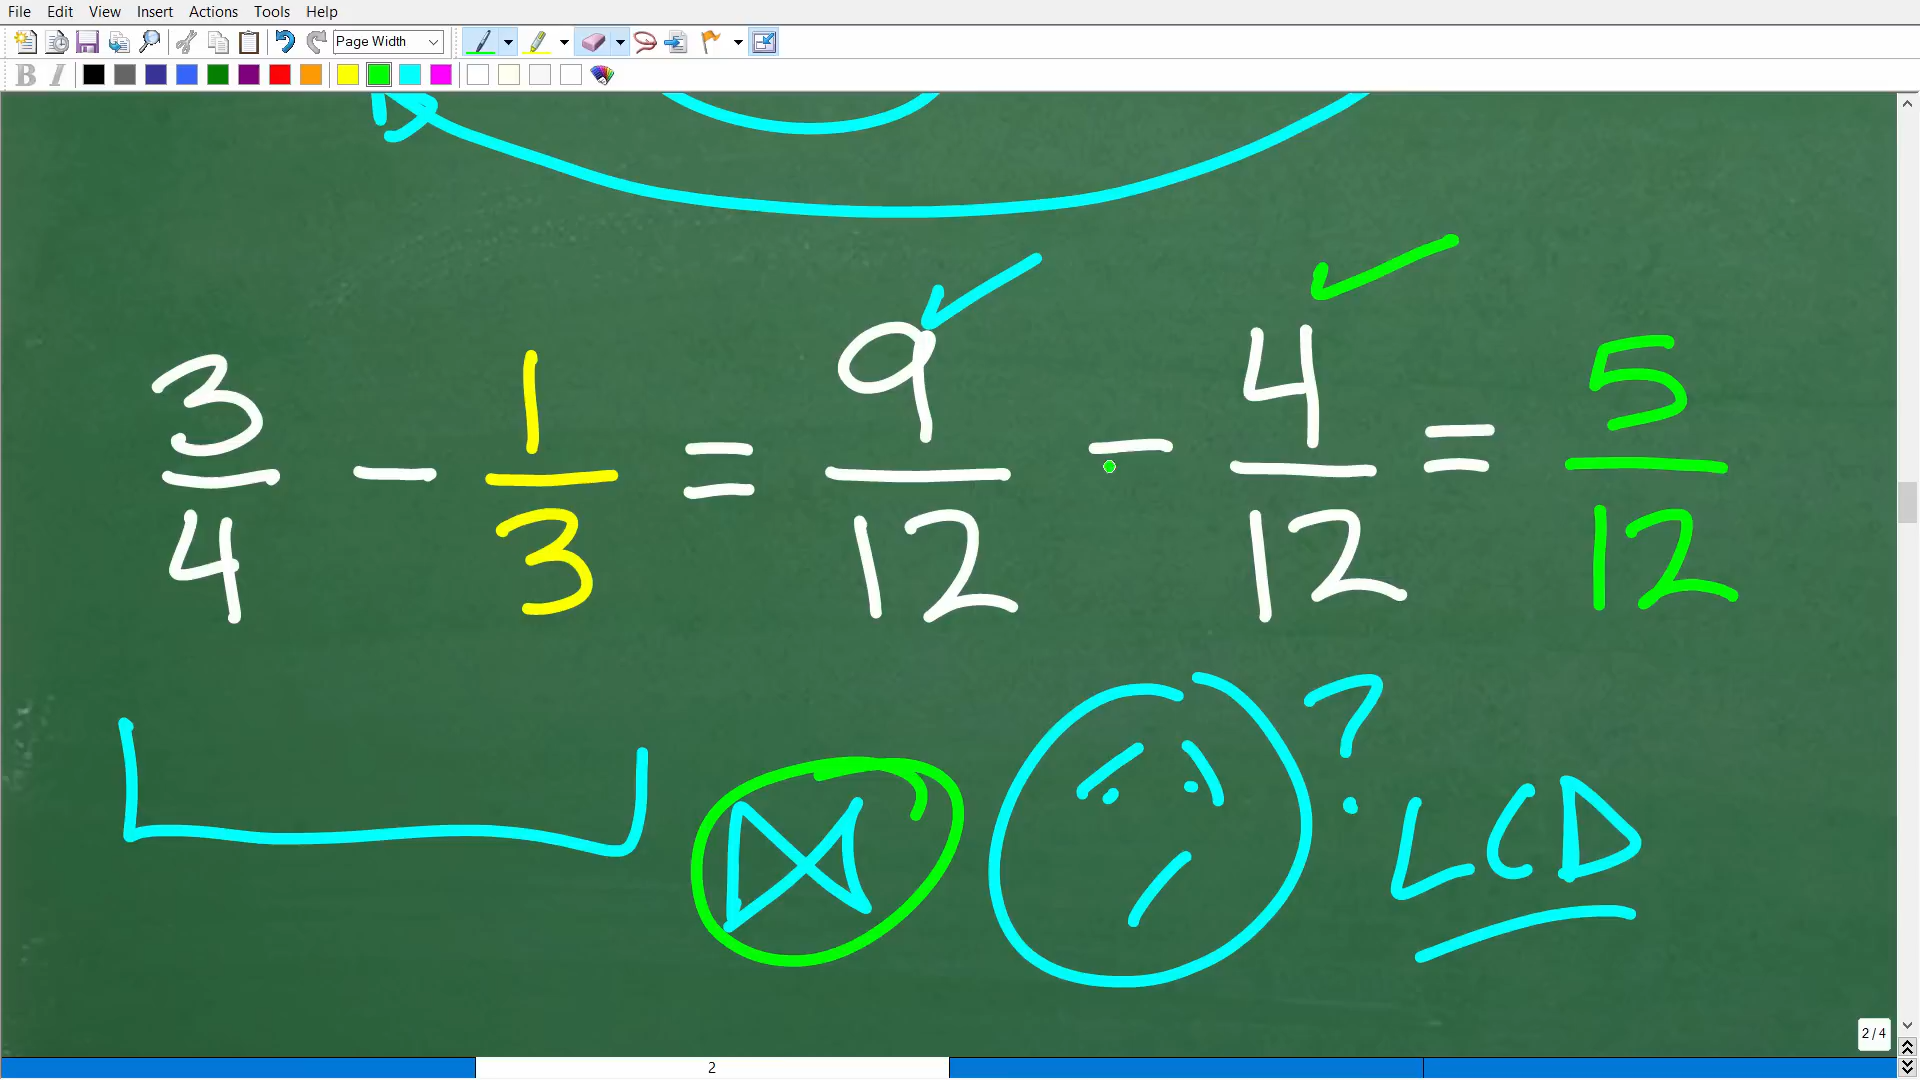 File Edit View Insert Actions Tools Help
Page Width
B I
3/4 - 1/3 = 9/12 - 4/12 = 5/12
? LCD
2 / 4
2